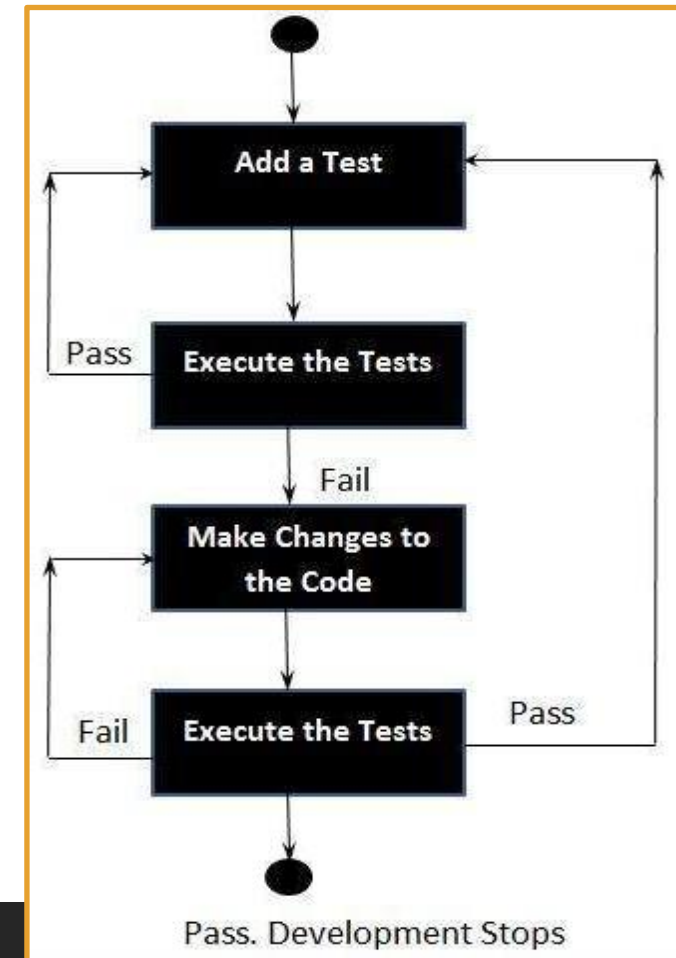 Add a Test
Pass
Execute the Tests
Fail
Make Changes to
the Code
Fail
Execute the Tests
Pass
Pass. Development Stops